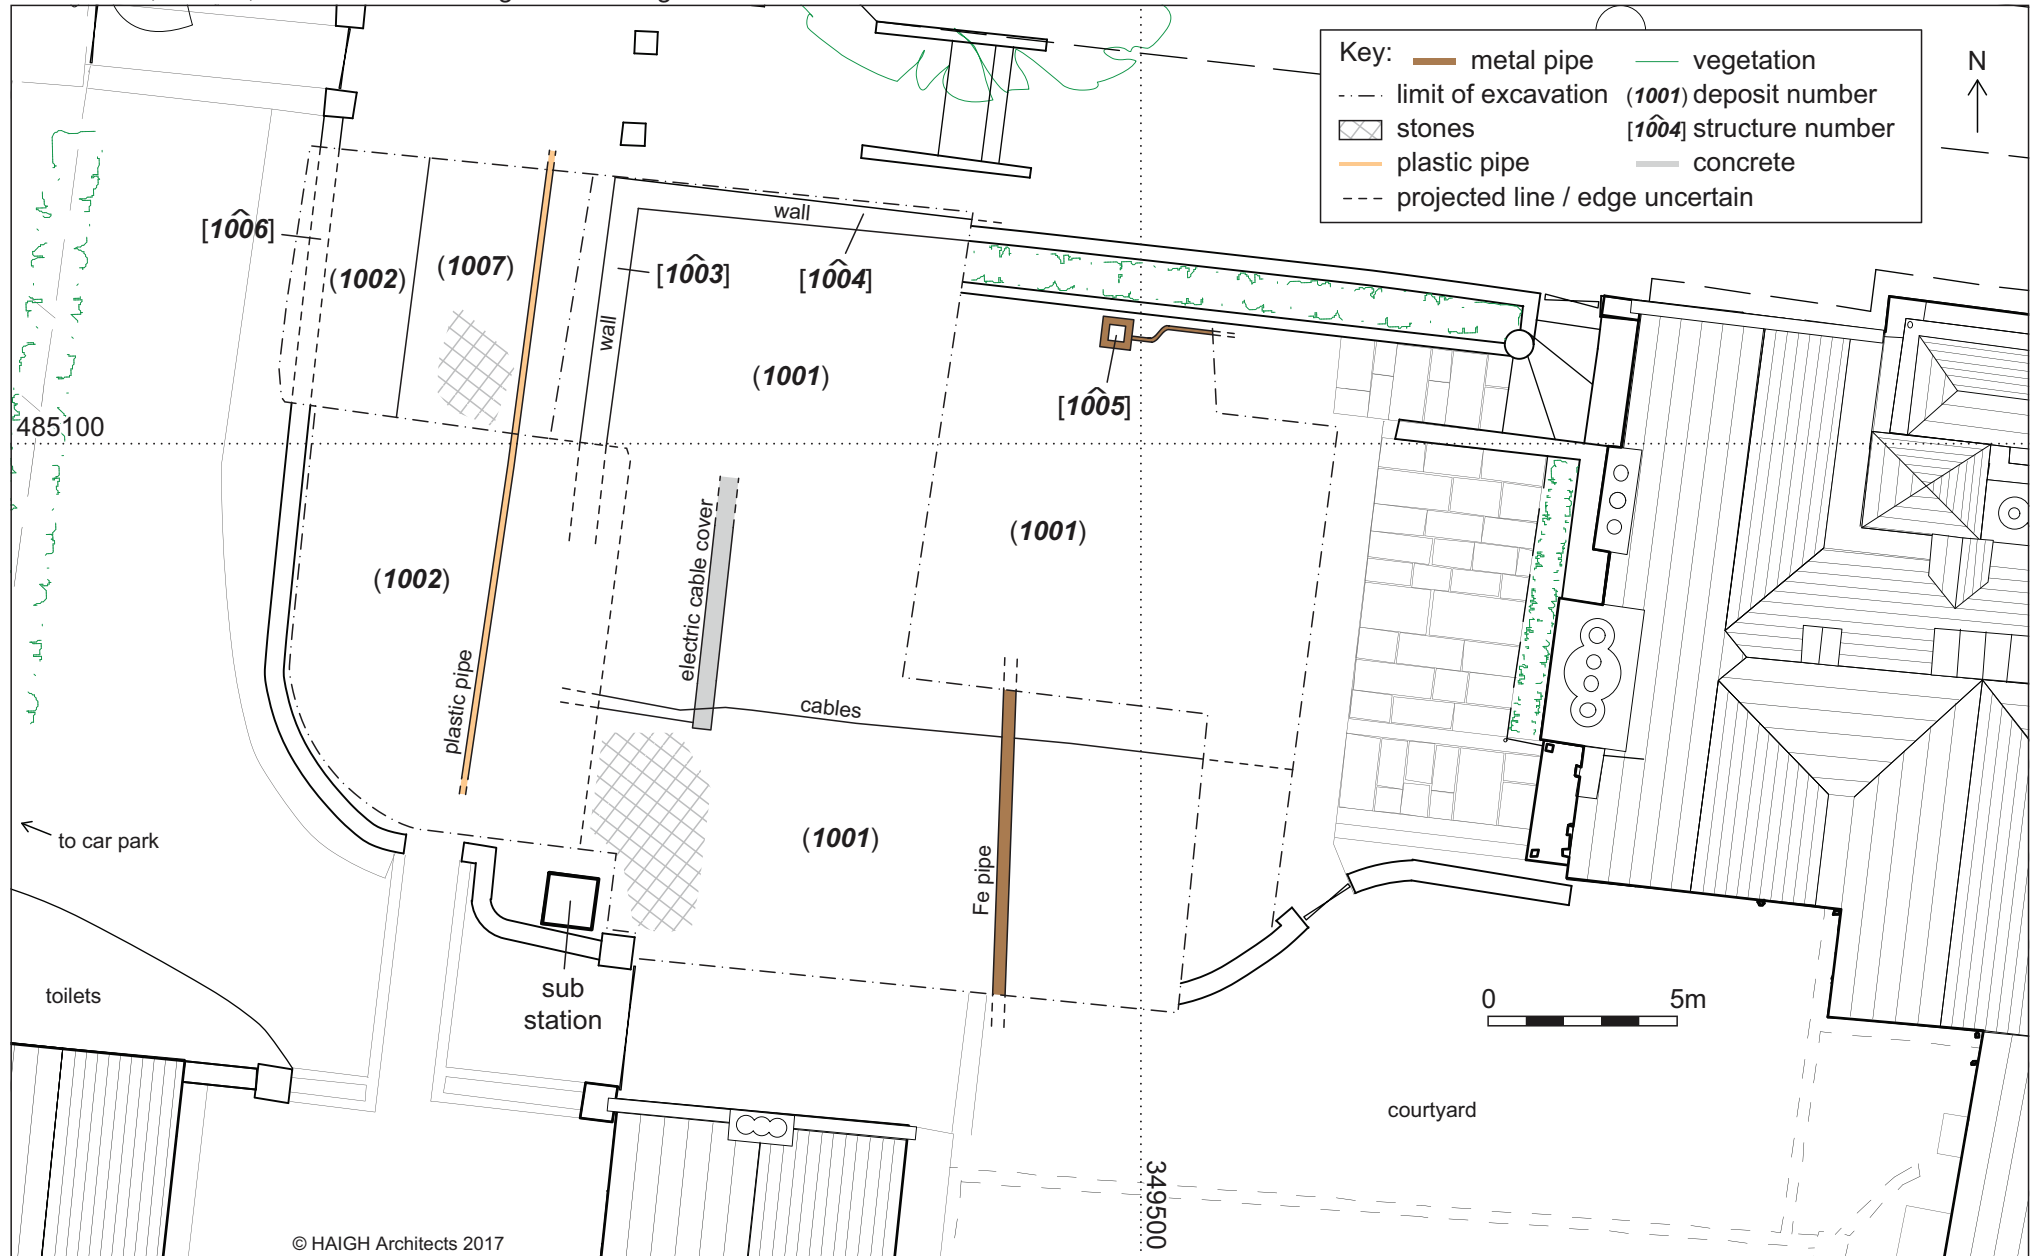 Key:
metal pipe
vegetation
limit of excavation
(1001) deposit number
stones
[1004] structure number
plastic pipe
concrete
projected line / edge uncertain
N
wall
[1006]
(1002)
(1007)
[1003]
[1004]
wall
(1001)
[1005]
485100
(1001)
(1002)
electric cable cover
plastic pipe
cables
to car park
(1001)
Fe pipe
sub
station
toilets
0 5m
courtyard
349500
© HAIGH Architects 2017